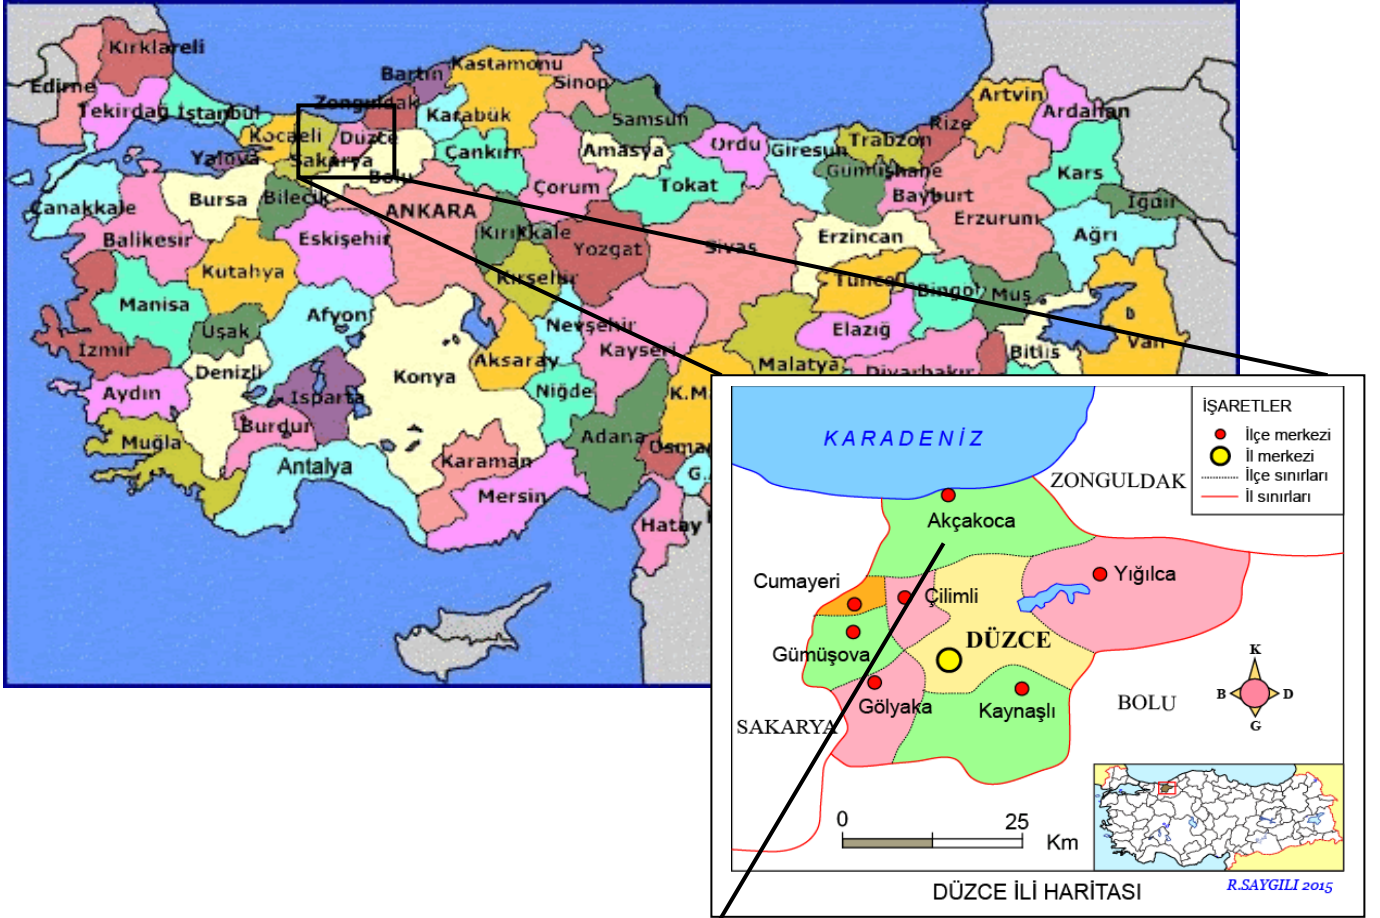 Kırklareli
Edirne
Tekirdağ
İstanbul
Kocaeli
Yalova
Sakarya
Düzce
Zonguldak
Bartın
Karabük
Kastamonu
Sinop
Bolu
Çankırı
Çorum
Samsun
Amasya
Tokat
Ordu
Giresun
Trabzon
Rize
Artvin
Ardahan
Gümüşhane
Bayburt
Erzurum
Kars
Iğdır
Ağrı
Çanakkale
Balıkesir
Bursa
Bilecik
Eskişehir
ANKARA
Kırıkkale
Kırşehir
Yozgat
Sivas
Erzincan
Tunceli
Bingöl
Muş
Bitlis
Van
Kutahya
Manisa
Uşak
Afyon
İzmir
Aydın
Denizli
Isparta
Burdur
Muğla
Antalya
Konya
Aksaray
Nevşehir
Niğde
Kayseri
Malatya
Elazığ
Diyarbakır
K.Ma
Adana
Osma
G.
Karaman
Mersin
Hatay
KARADENİZ
ZONGULDAK
İŞARETLER
İlçe merkezi
İl merkezi
İlçe sınırları
İl sınırları
Akçakoca
Cumayeri
Çilimli
Yığılca
Gümüşova
DÜZCE
Gölyaka
Kaynaşlı
SAKARYA
BOLU
K
B
D
G
0 25
Km
DÜZCE İLİ HARİTASI
R.SAYGILI 2015